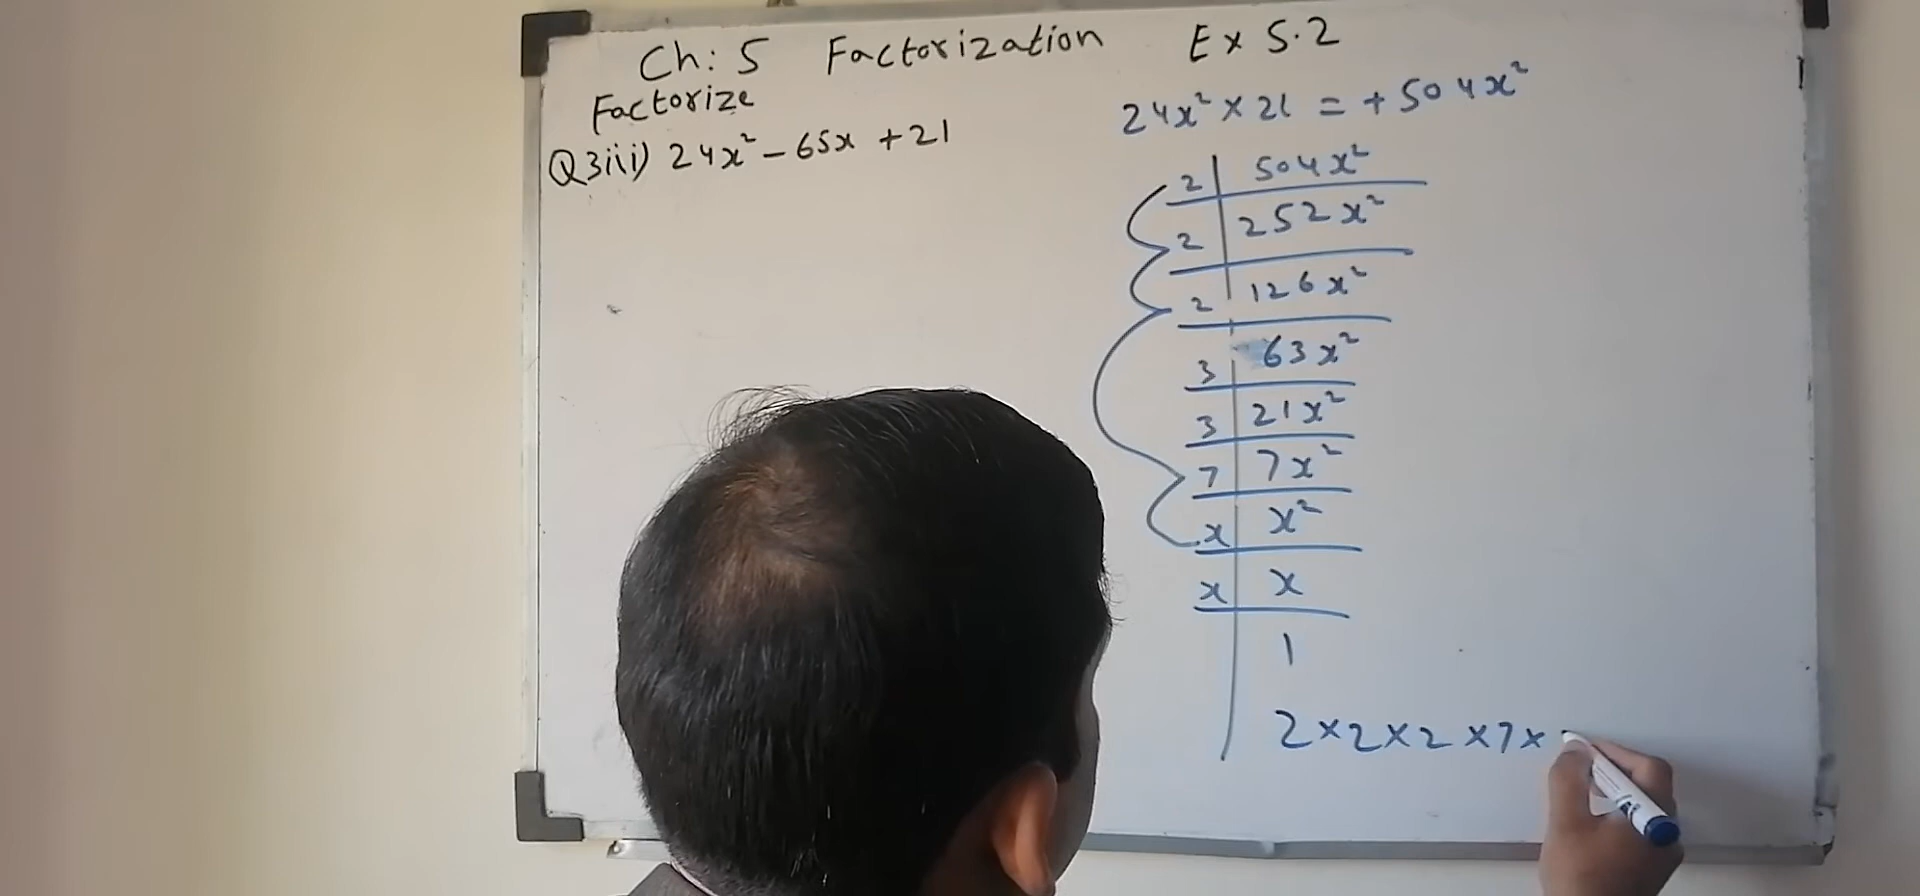 Ch: 5 Factorization Ex 5.2
Factorize
Q3iii) 24x² - 65x + 21
24x² × 21 = + 504x²
2 | 504x²
2 | 252x²
2 | 126x²
3 | 63x²
3 | 21x²
7 | 7x²
x | x²
x | x
1
2 × 2 × 2 × 7 ×